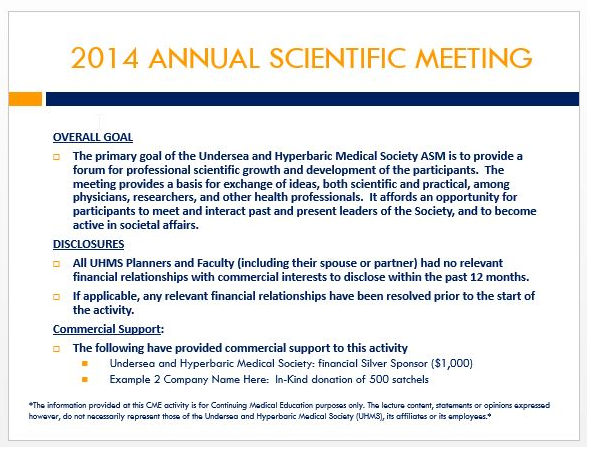 2014 ANNUAL SCIENTIFIC MEETING
OVERALL GOAL
The primary goal of the Undersea and Hyperbaric Medical Society ASM is to provide a
forum for professional scientific growth and development of the participants. The
meeting provides a basis for exchange of ideas, both scientific and practical, among
physicians, researchers, and other health professionals. It affords an opportunity for
participants to meet and interact past and present leaders of the Society, and to become
active in societal affairs.
DISCLOSURES
All UHMS Planners and Faculty (including their spouse or partner) had no relevant
financial relationships with commercial interests to disclose within the past 12 months.
If applicable, any relevant financial relationships have been resolved prior to the start of
the activity.
Commercial Support:
The following have provided commercial support to this activity
Undersea and Hyperbaric Medical Society: financial Silver Sponsor ($1,000)
Example 2 Company Name Here: In-Kind donation of 500 satchels
*The information provided at this CME activity is for Continuing Medical Education purposes only. The lecture content, statements or opinions expressed
however, do not necessarily represent those of the Undersea and Hyperbaric Medical Society (UHMS), its affiliates or its employees.*